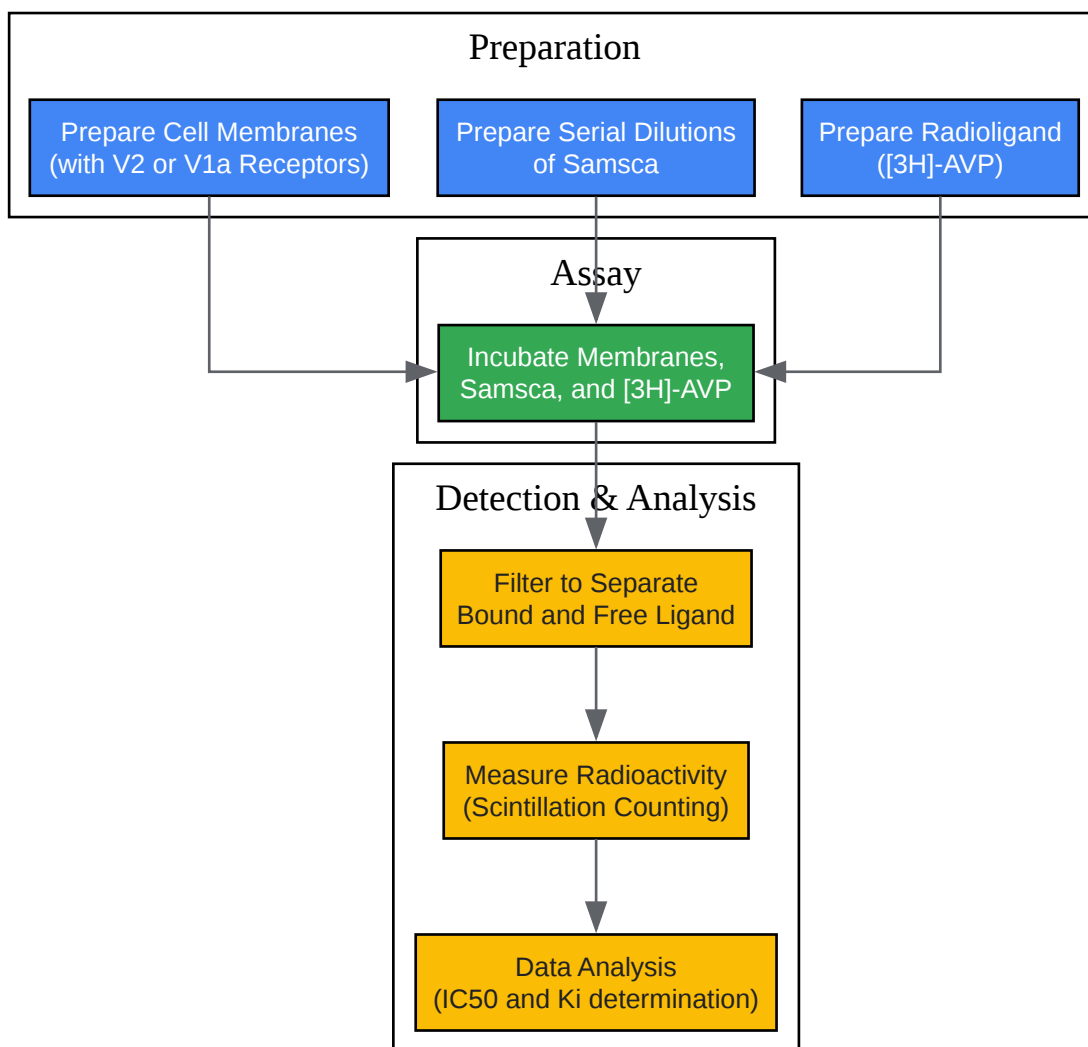 Preparation
Prepare Cell Membranes
(with V2 or V1a Receptors)
Prepare Serial Dilutions
of Samsca
Prepare Radioligand
([3H]-AVP)
Assay
Incubate Membranes,
Samsca, and [3H]-AVP
Detection & Analysis
Filter to Separate
Bound and Free Ligand
Measure Radioactivity
(Scintillation Counting)
Data Analysis
(IC50 and Ki determination)